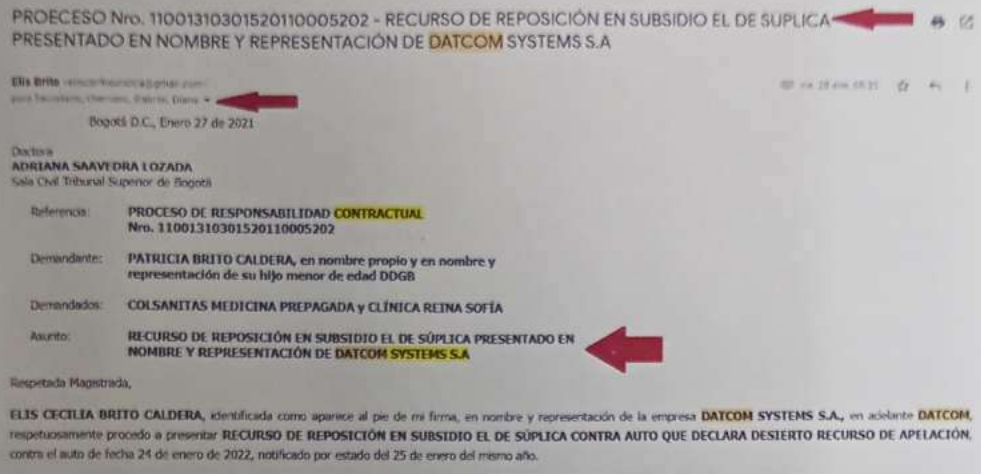 PROECESO Nro. 11001310301520110005202 - RECURSO DE REPOSICIÓN EN SUBSIDIO EL DE SUPLICA
PRESENTADO EN NOMBRE Y REPRESENTACIÓN DE DATCOM SYSTEMS S.A
Elis Brito
Bogotá D.C., Enero 27 de 2021
Doctora
ADRIANA SAAVEDRA LOZADA
Sala Civil Tribunal Superior de Bogotá
Referencia: PROCESO DE RESPONSABILIDAD CONTRACTUAL
Nro. 11001310301520110005202
Demandante: PATRICIA BRITO CALDERA, en nombre propio y en nombre y
representación de su hijo menor de edad DDGB
Demandados: COLSANITAS MEDICINA PREPAGADA y CLÍNICA REINA SOFÍA
Asunto: RECURSO DE REPOSICIÓN EN SUBSIDIO EL DE SÚPLICA PRESENTADO EN
NOMBRE Y REPRESENTACIÓN DE DATCOM SYSTEMS S.A
Respetada Magistrada,
ELIS CECILIA BRITO CALDERA, identificada como aparece al pie de mi firma, en nombre y representación de la empresa DATCOM SYSTEMS S.A., en adelante DATCOM,
respetuosamente procedo a presentar RECURSO DE REPOSICIÓN EN SUBSIDIO EL DE SÚPLICA CONTRA AUTO QUE DECLARA DESIERTO RECURSO DE APELACIÓN,
contra el auto de fecha 24 de enero de 2022, notificado por estado del 25 de enero del mismo año.